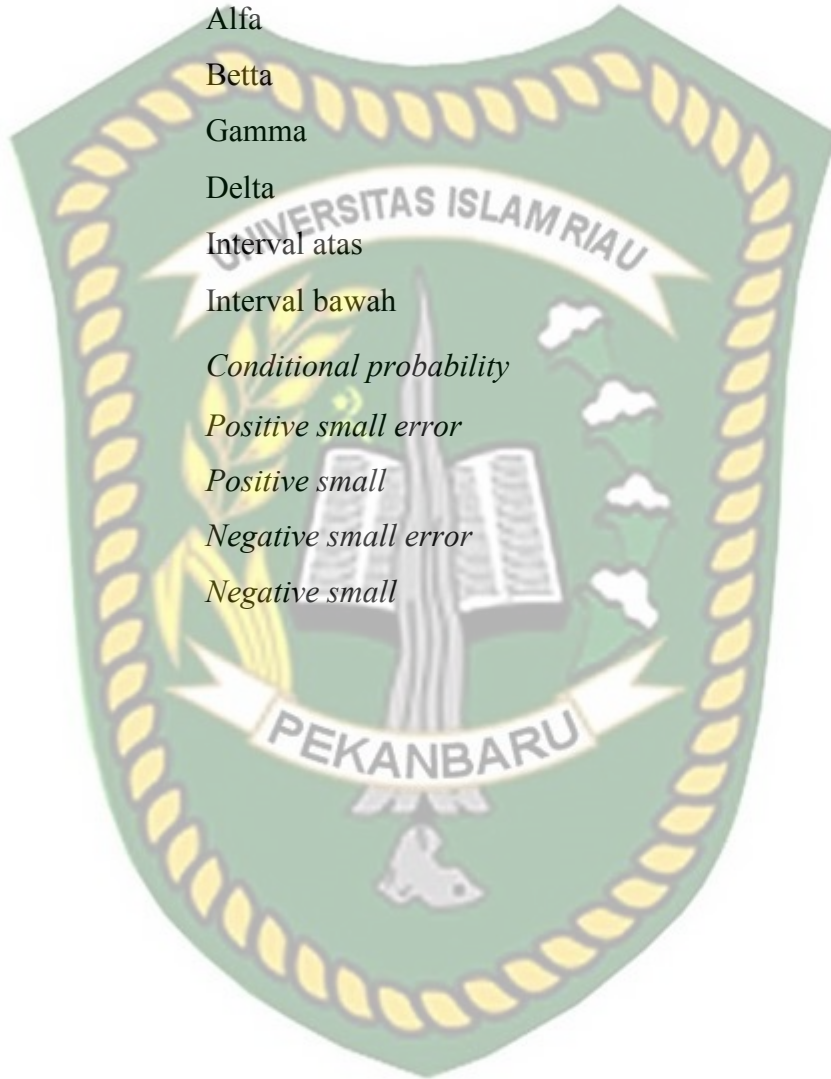 Alfa
Betta
Gamma
Delta
UNIVERSITAS ISLAM RIAU
Interval atas
Interval bawah
Conditional probability
Positive small error
Positive small
Negative small error
Negative small
PEKANBARU